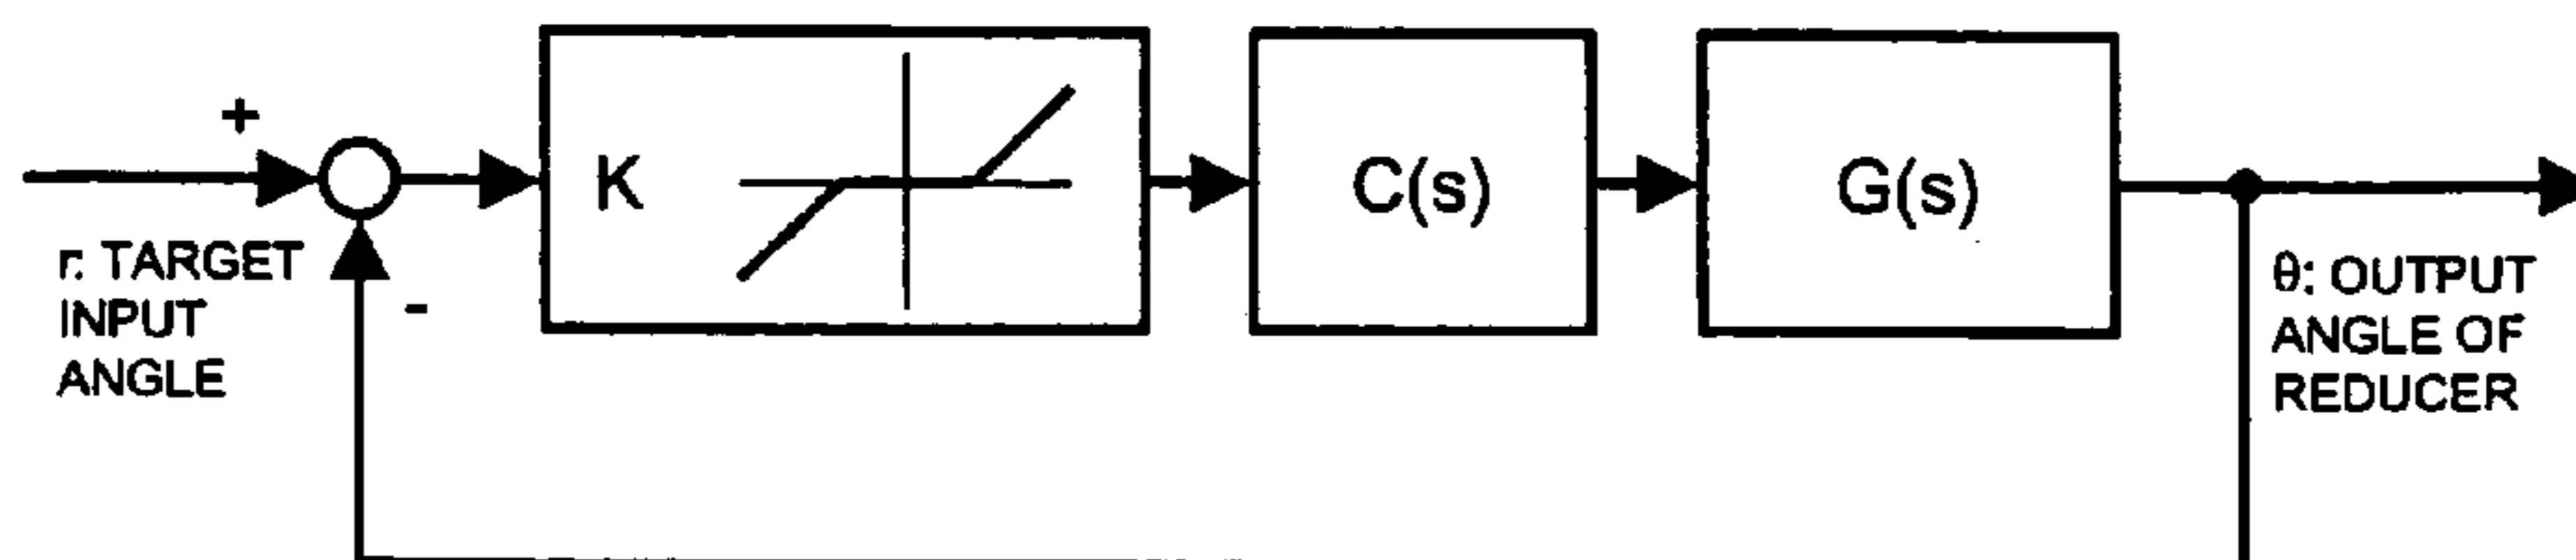 +
K
C(s)
G(s)
r: TARGET
INPUT
ANGLE
-
θ: OUTPUT
ANGLE OF
REDUCER